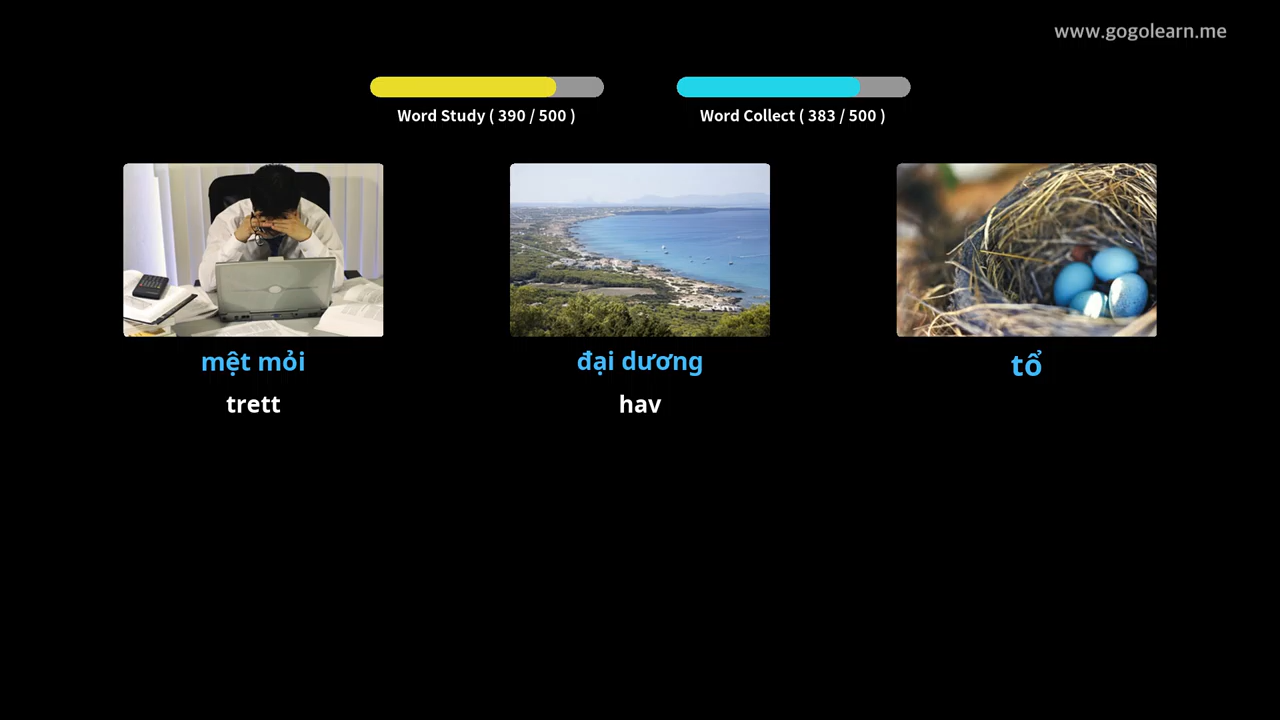 www.gogolearn.me
Word Study ( 390 / 500 )
Word Collect ( 383 / 500 )
mệt mỏi
đại dương
tổ
trett
hav